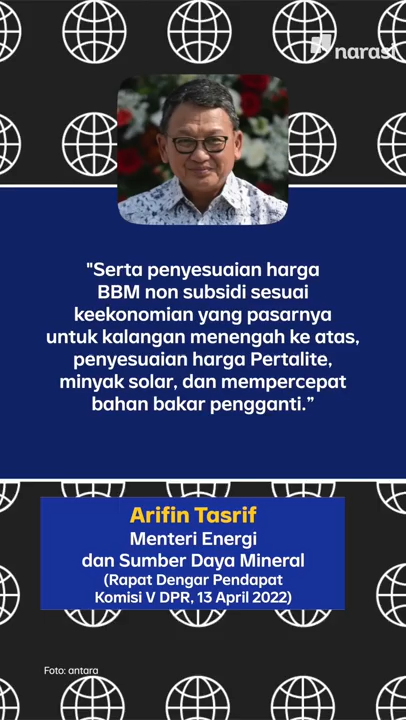 narasi
"Serta penyesuaian harga
BBM non subsidi sesuai
keekonomian yang pasarnya
untuk kalangan menengah ke atas,
penyesuaian harga Pertalite,
minyak solar, dan mempercepat
bahan bakar pengganti.”
Arifin Tasrif
Menteri Energi
dan Sumber Daya Mineral
(Rapat Dengar Pendapat
Komisi V DPR, 13 April 2022)
Foto: antara